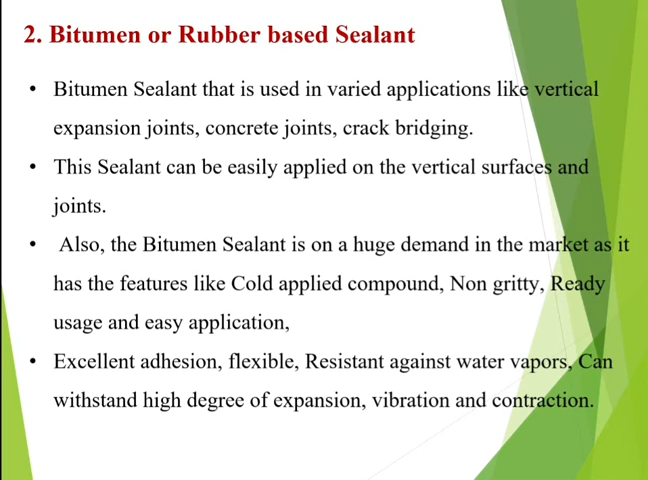 2. Bitumen or Rubber based Sealant
• Bitumen Sealant that is used in varied applications like vertical
expansion joints, concrete joints, crack bridging.
• This Sealant can be easily applied on the vertical surfaces and
joints.
• Also, the Bitumen Sealant is on a huge demand in the market as it
has the features like Cold applied compound, Non gritty, Ready
usage and easy application,
• Excellent adhesion, flexible, Resistant against water vapors, Can
withstand high degree of expansion, vibration and contraction.